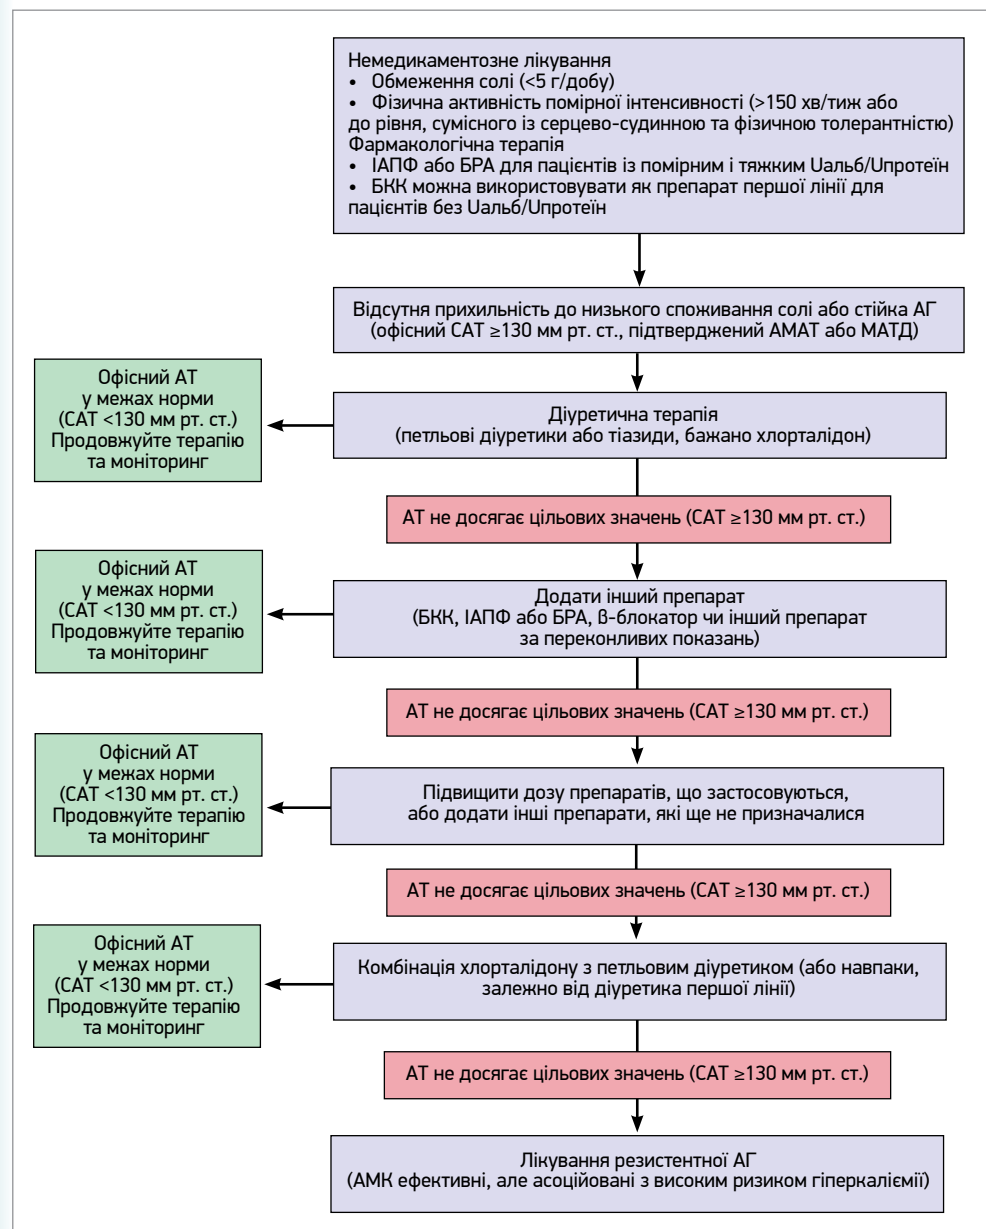 Немедикаментозне лікування
• Обмеження солі (<5 г/добу)
• Фізична активність помірної інтенсивності (>150 хв/тиж або
до рівня, сумісного із серцево-судинною та фізичною толерантністю)
Фармакологічна терапія
• ІАПФ або БРА для пацієнтів із помірним і тяжким Uальб/Uпротеїн
• БКК можна використовувати як препарат першої лінії для
пацієнтів без Uальб/Uпротеїн
Відсутня прихильність до низького споживання солі або стійка АГ
(офісний САТ ≥130 мм рт. ст., підтверджений АМАТ або МАТД)
Офісний АТ
у межах норми
(САТ <130 мм рт. ст.)
Продовжуйте терапію
та моніторинг
Діуретична терапія
(петльові діуретики або тіазиди, бажано хлорталідон)
АТ не досягає цільових значень (САТ ≥130 мм рт. ст.)
Офісний АТ
у межах норми
(САТ <130 мм рт. ст.)
Продовжуйте терапію
та моніторинг
Додати інший препарат
(БКК, ІАПФ або БРА, β-блокатор чи інший препарат
за переконливих показань)
АТ не досягає цільових значень (САТ ≥130 мм рт. ст.)
Офісний АТ
у межах норми
(САТ <130 мм рт. ст.)
Продовжуйте терапію
та моніторинг
Підвищити дозу препаратів, що застосовуються,
або додати інші препарати, які ще не призначалися
АТ не досягає цільових значень (САТ ≥130 мм рт. ст.)
Офісний АТ
у межах норми
(САТ <130 мм рт. ст.)
Продовжуйте терапію
та моніторинг
Комбінація хлорталідону з петльовим діуретиком (або навпаки,
залежно від діуретика першої лінії)
АТ не досягає цільових значень (САТ ≥130 мм рт. ст.)
Лікування резистентної АГ
(АМК ефективні, але асоційовані з високим ризиком гіперкаліємії)